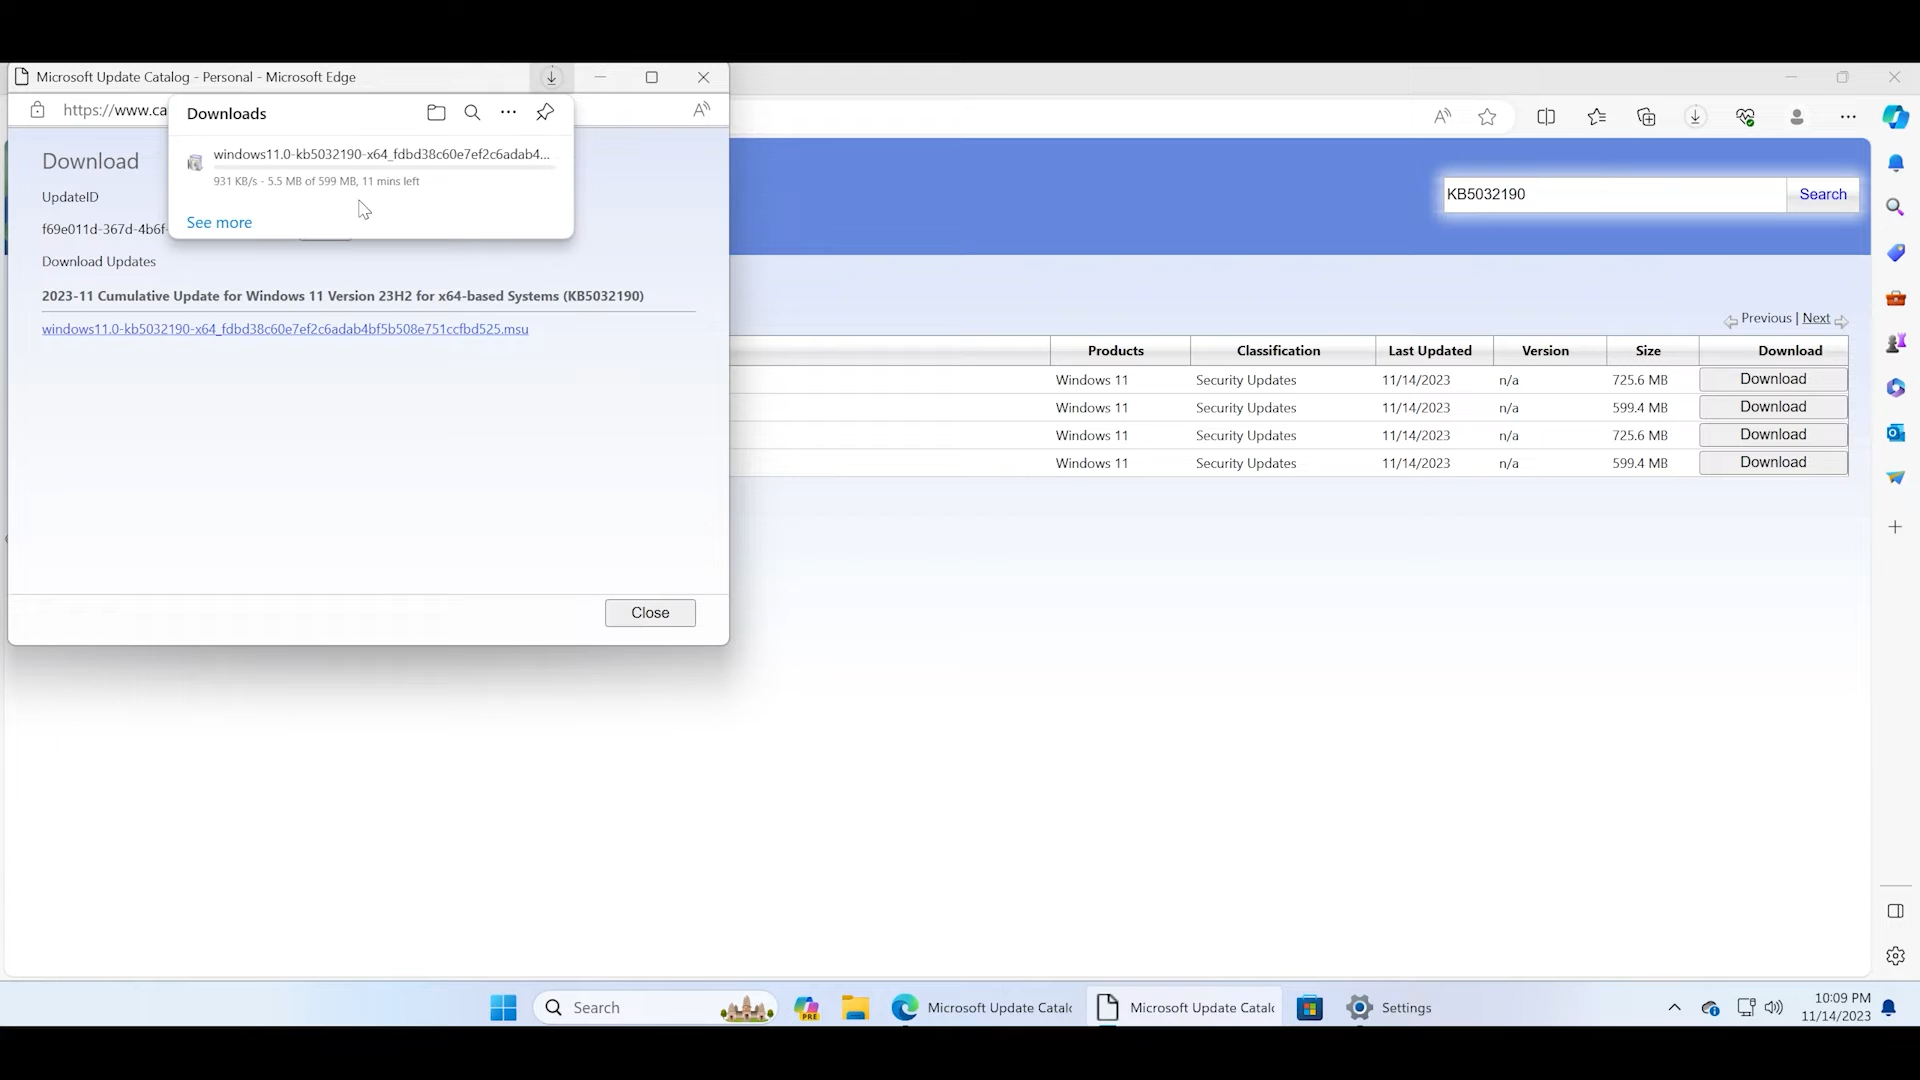 Microsoft Update Catalog - Personal - Microsoft Edge
https://www.ca
Downloads
windows11.0-kb5032190-x64_fdbd38c60e7ef2c6adab4...
931 KB/s - 5.5 MB of 599 MB, 11 mins left
See more
Download
UpdateID
f69e011d-367d-4b6f-
Download Updates
2023-11 Cumulative Update for Windows 11 Version 23H2 for x64-based Systems (KB5032190)
windows11.0-kb5032190-x64_fdbd38c60e7ef2c6adab4bf5b508e751ccfbd525.msu
Close
KB5032190 Search
Previous | Next
Products Classification Last Updated Version Size Download
Windows 11 Security Updates 11/14/2023 n/a 725.6 MB Download
Windows 11 Security Updates 11/14/2023 n/a 599.4 MB Download
Windows 11 Security Updates 11/14/2023 n/a 725.6 MB Download
Windows 11 Security Updates 11/14/2023 n/a 599.4 MB Download
Search PRE Microsoft Update Catalo Microsoft Update Catalo Settings
10:09 PM
11/14/2023